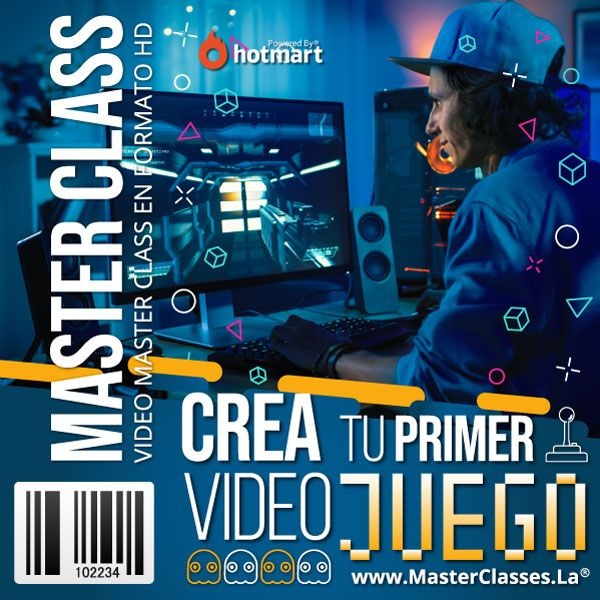 Powered By®
hotmart
MASTER CLASS
VIDEO MASTER CLASS EN FORMATO HD
CREA TU PRIMER
VIDEO JUEGO
102234
www.MasterClasses.La®